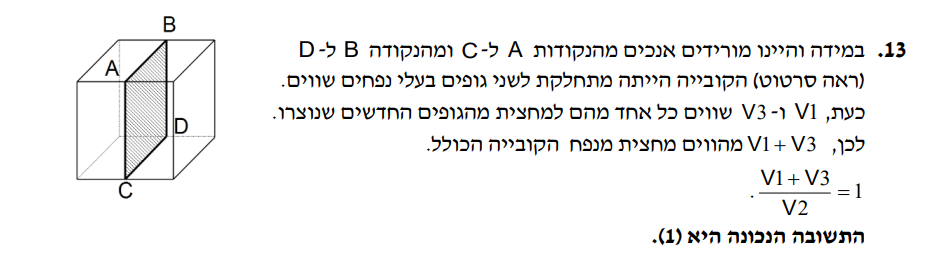 B
A
D
C
13. במידה והיינו מורידים אנכים מהנקודות A ל-C ומהנקודה B ל-D
(ראה סרטוט) הקובייה הייתה מתחלקת לשני גופים בעלי נפחים שווים.
כעת, V1 ו- V3 שווים כל אחד מהם למחצית מהגופים החדשים שנוצרו.
לכן, V1 + V3 מהווים מחצית מנפח הקובייה הכולל.
(V1 + V3) / V2 = 1 .
התשובה הנכונה היא (1).